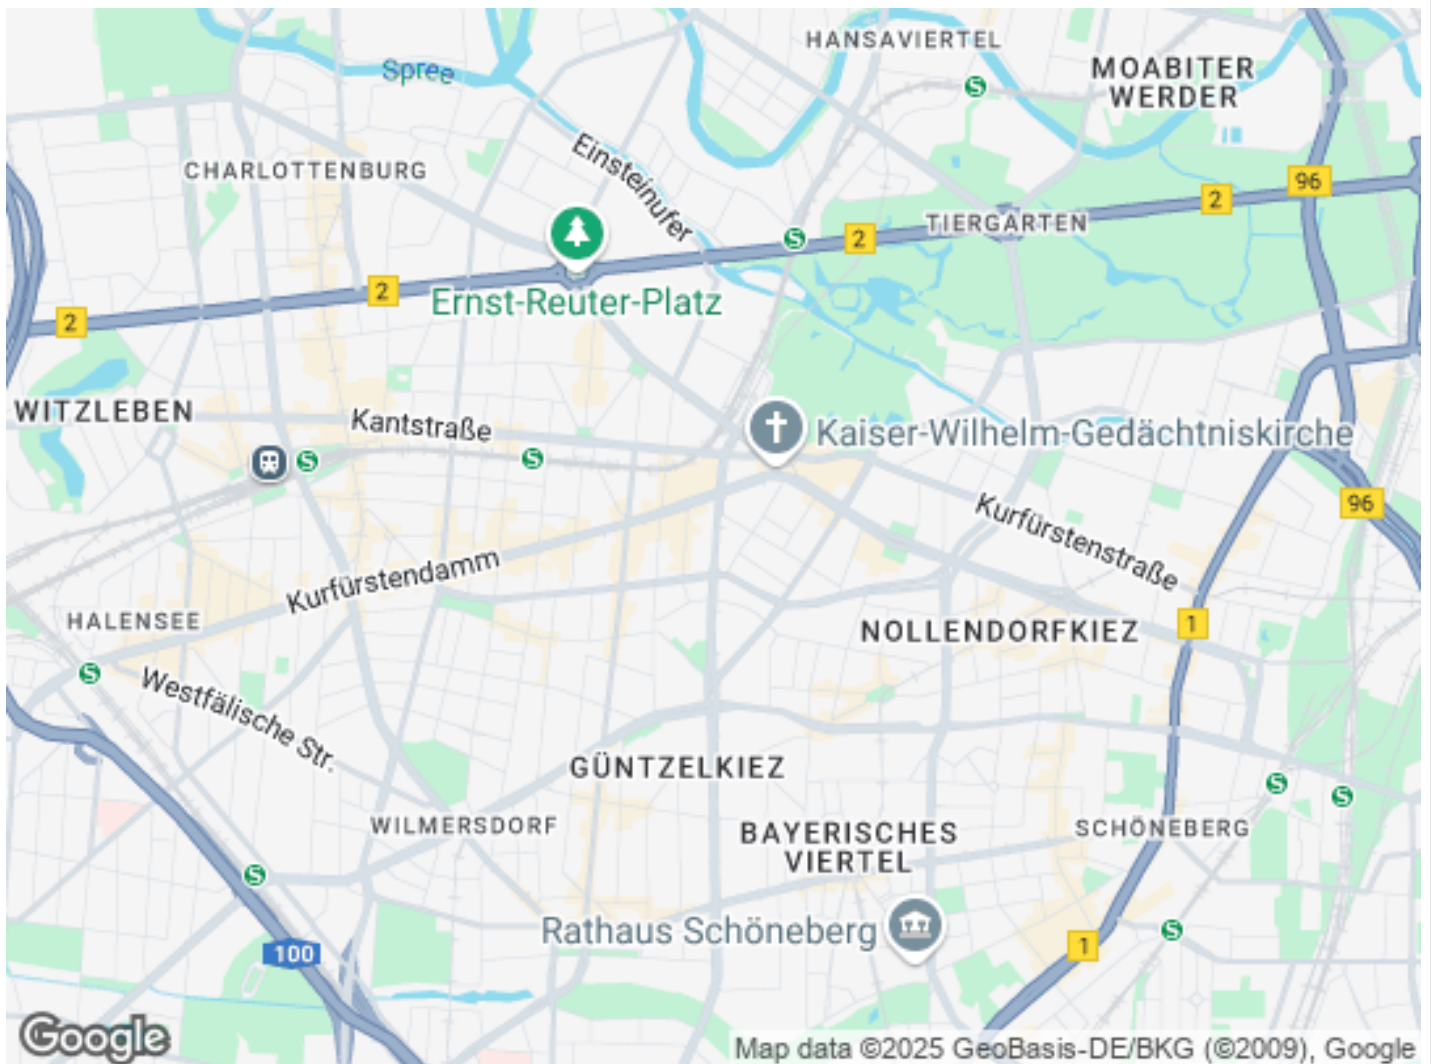 HANSAVIERTEL
Spree
MOABITER
WERDER
S
Einsteinufer
CHARLOTTENBURG
96
2
TIERGARTEN
S
2
2
Ernst-Reuter-Platz
2
WITZLEBEN
Kantstraße
Kaiser-Wilhelm-Gedächtniskirche
S
S
Kurfürstenstraße
96
Kurfürstendamm
HALENSEE
NOLLENDORFKIEZ
1
S
Westfälische Str.
GÜNTZELKIEZ
S
S
WILMERSDORF
BAYERISCHES
VIERTEL
SCHÖNEBERG
S
Rathaus Schöneberg
S
1
100
Google
Map data ©2025 GeoBasis-DE/BKG (©2009), Google